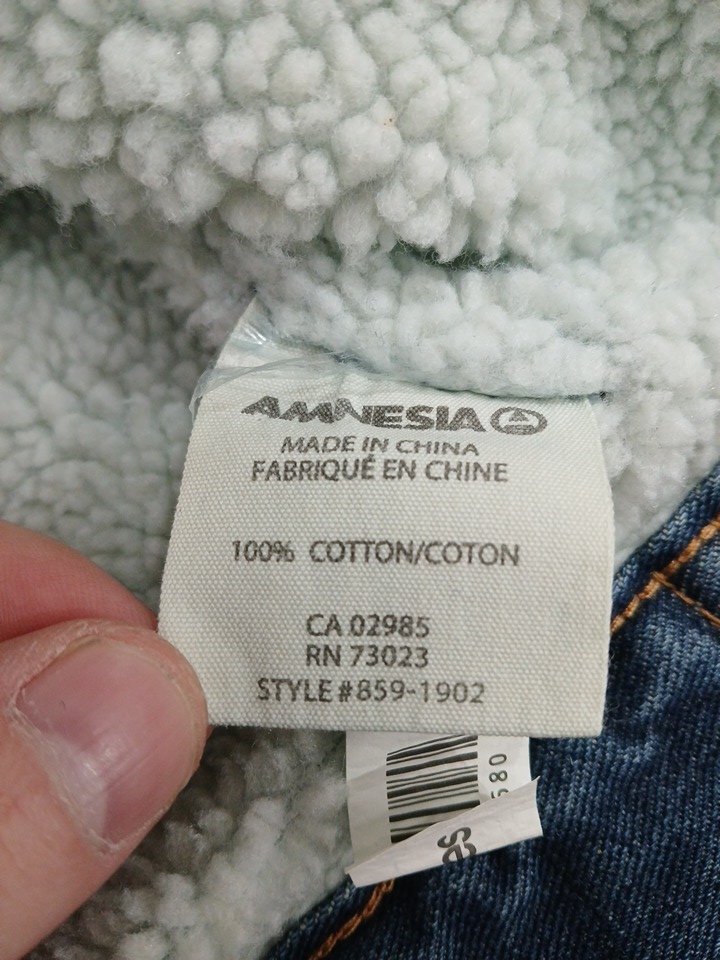 AMNESIA
MADE IN CHINA
FABRIQUÉ EN CHINE
100% COTTON/COTON
CA 02985
RN 73023
STYLE #859-1902